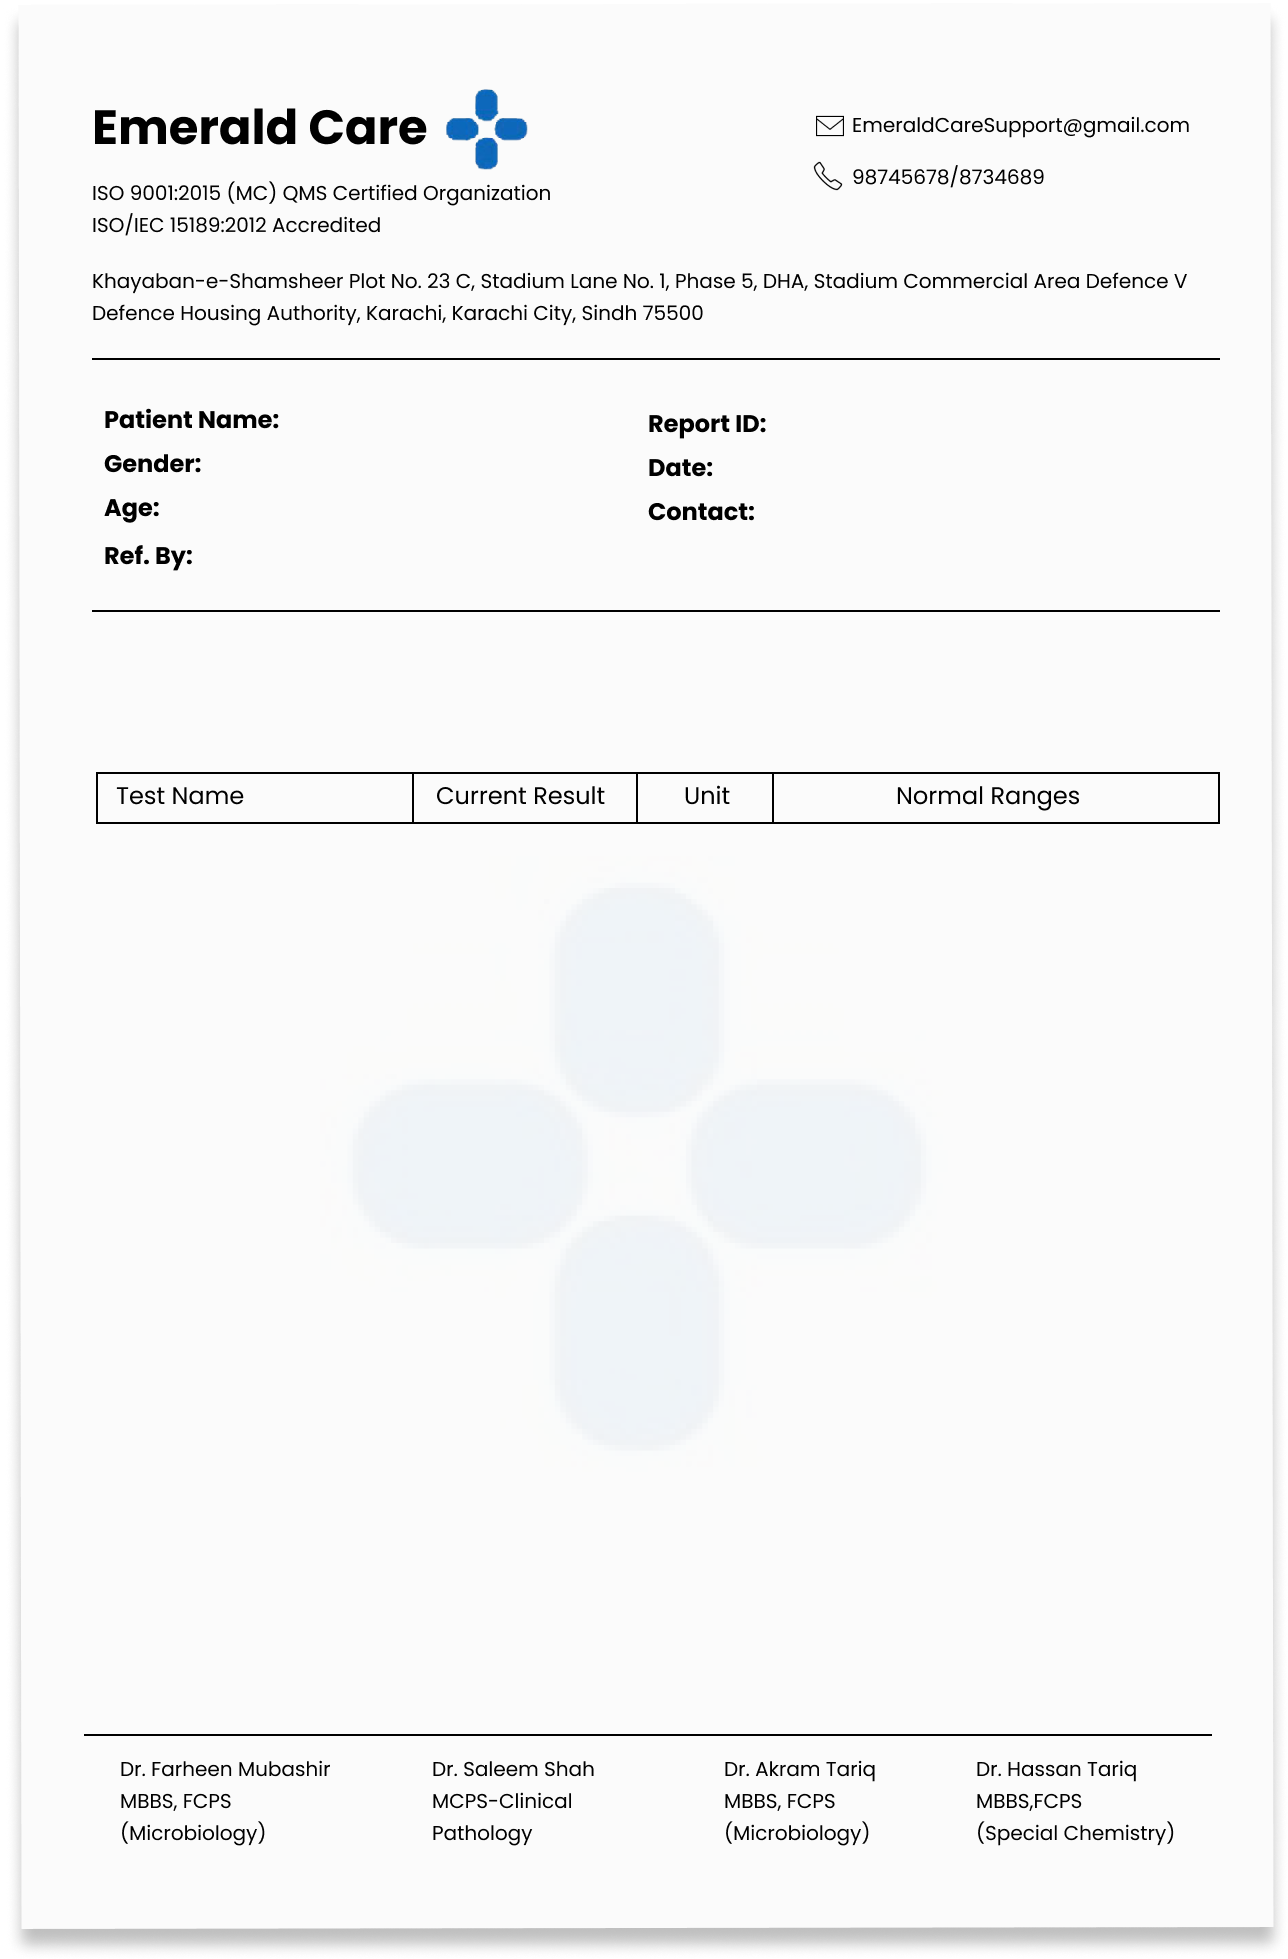 Emerald Care
EmeraldCareSupport@gmail.com
98745678/8734689
ISO 9001:2015 (MC) QMS Certified Organization
ISO/IEC 15189:2012 Accredited
Khayaban-e-Shamsheer Plot No. 23 C, Stadium Lane No. 1, Phase 5, DHA, Stadium Commercial Area Defence V
Defence Housing Authority, Karachi, Karachi City, Sindh 75500
Patient Name:
Gender:
Age:
Ref. By:
Report ID:
Date:
Contact:
Test Name Current Result Unit Normal Ranges
Dr. Farheen Mubashir
MBBS, FCPS
(Microbiology)
Dr. Saleem Shah
MCPS-Clinical
Pathology
Dr. Akram Tariq
MBBS, FCPS
(Microbiology)
Dr. Hassan Tariq
MBBS,FCPS
(Special Chemistry)